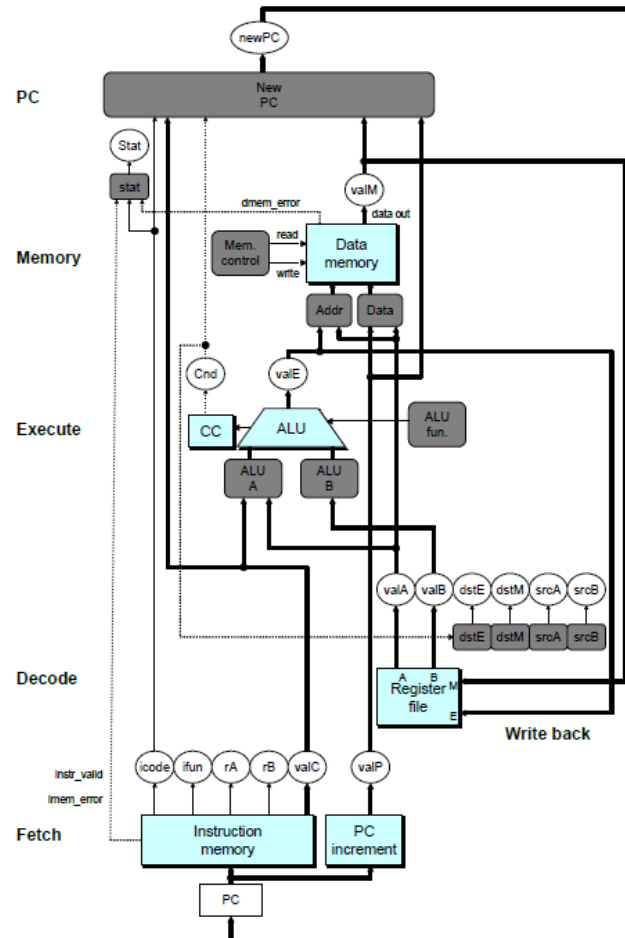 newPC
PC
New
PC
Stat
stat
valM
data out
dmem_error
Memory
Mem.
control
read
write
Data
memory
Addr
Data
Cnd
valE
Execute
CC
ALU
ALU
fun.
ALU
A
ALU
B
valA
valB
dstE
dstM
srcA
srcB
dstE
dstM
srcA
srcB
Decode
A
B
Register
file
M
E
Write back
icode
ifun
rA
rB
valC
valP
Instr_valid
Imem_error
Fetch
Instruction
memory
PC
increment
PC